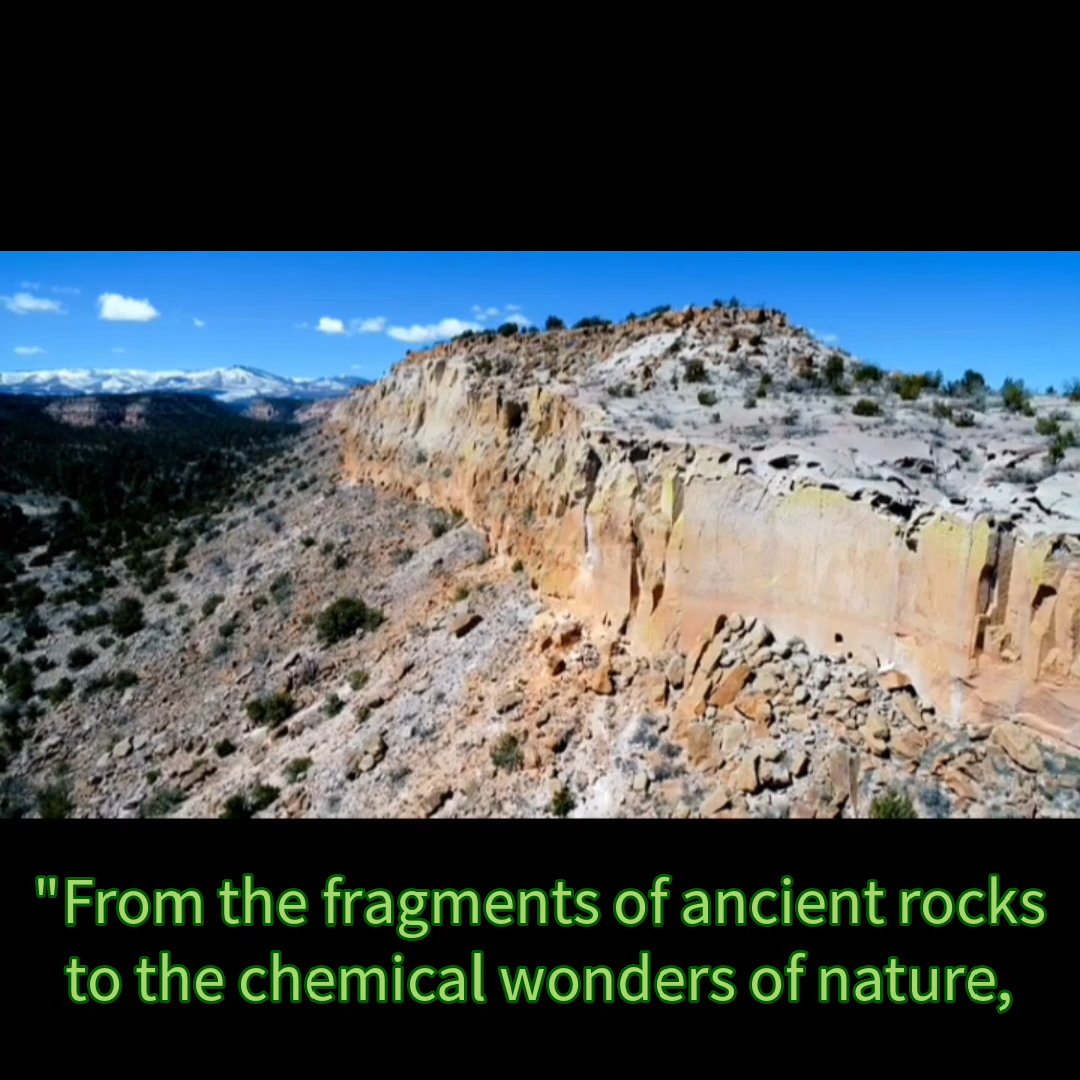 "From the fragments of ancient rocks
to the chemical wonders of nature,